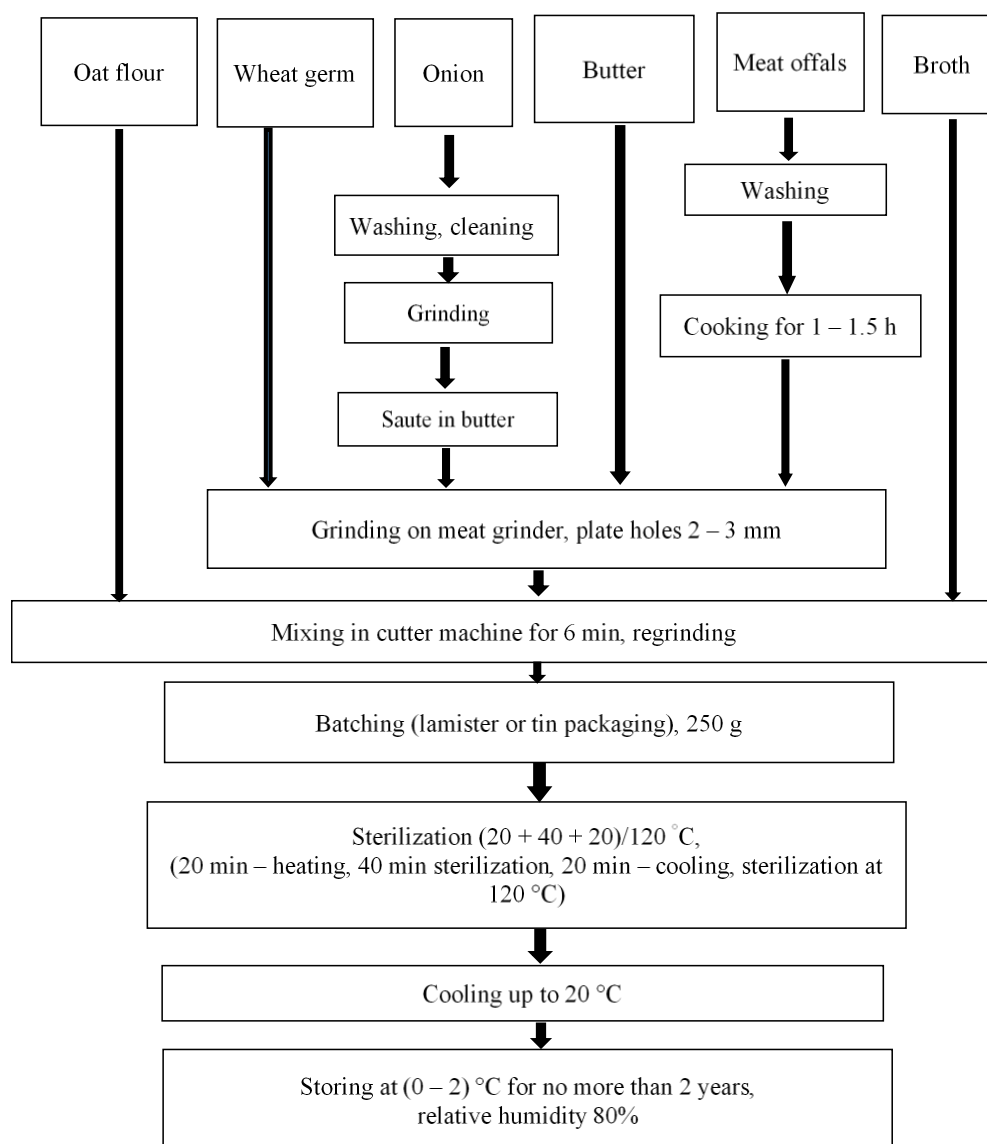 Oat flour
Wheat germ
Onion
Butter
Meat offals
Broth
Washing
Washing, cleaning
Grinding
Cooking for 1 – 1.5 h
Saute in butter
Grinding on meat grinder, plate holes 2 – 3 mm
Mixing in cutter machine for 6 min, regrinding
Batching (lamister or tin packaging), 250 g
Sterilization (20 + 40 + 20)/120 °C,
(20 min – heating, 40 min sterilization, 20 min – cooling, sterilization at
120 °C)
Cooling up to 20 °C
Storing at (0 – 2) °C for no more than 2 years,
relative humidity 80%